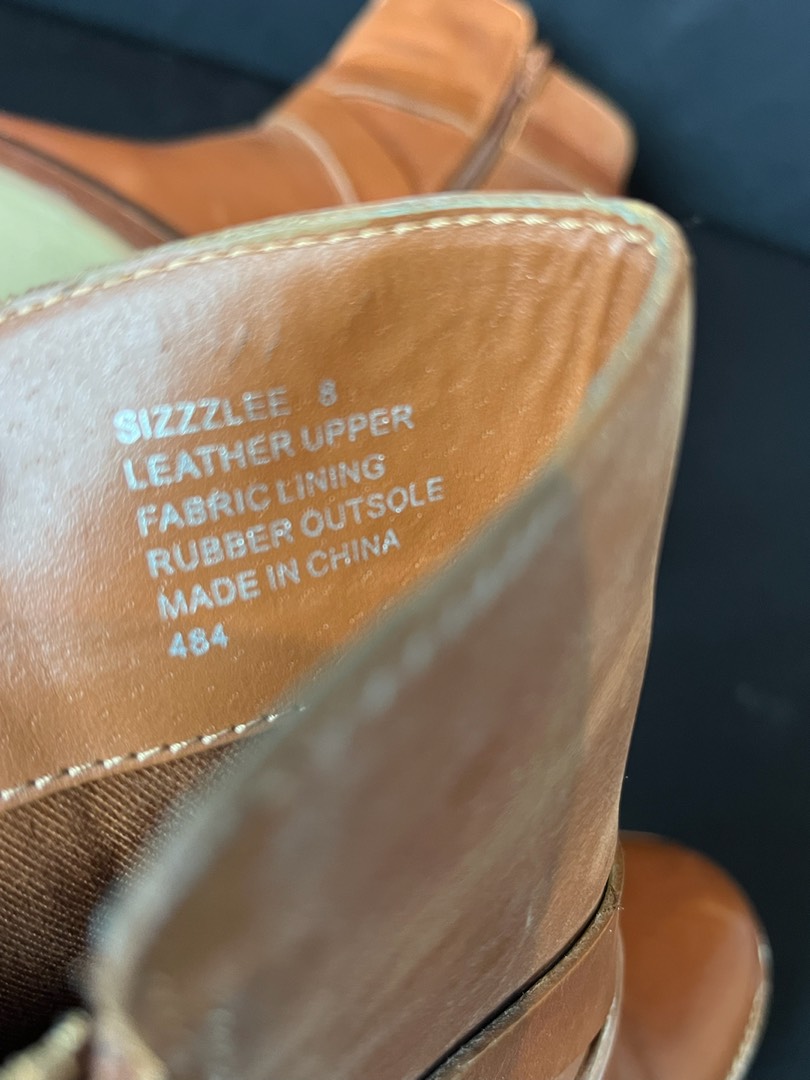 SIZZZLEE 8
LEATHER UPPER
FABRIC LINING
RUBBER OUTSOLE
MADE IN CHINA
484